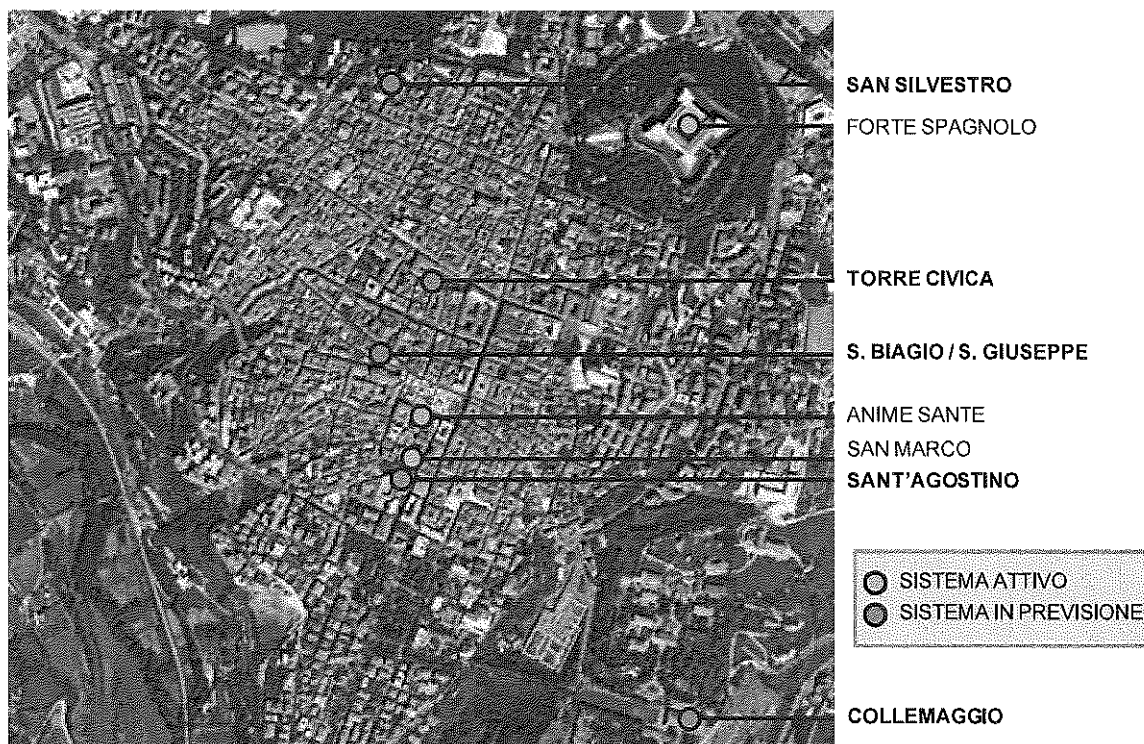 SAN SILVESTRO
FORTE SPAGNOLO
TORRE CIVICA
S. BIAGIO / S. GIUSEPPE
ANIME SANTE
SAN MARCO
SANT'AGOSTINO
SISTEMA ATTIVO
SISTEMA IN PREVISIONE
COLLEMAGGIO